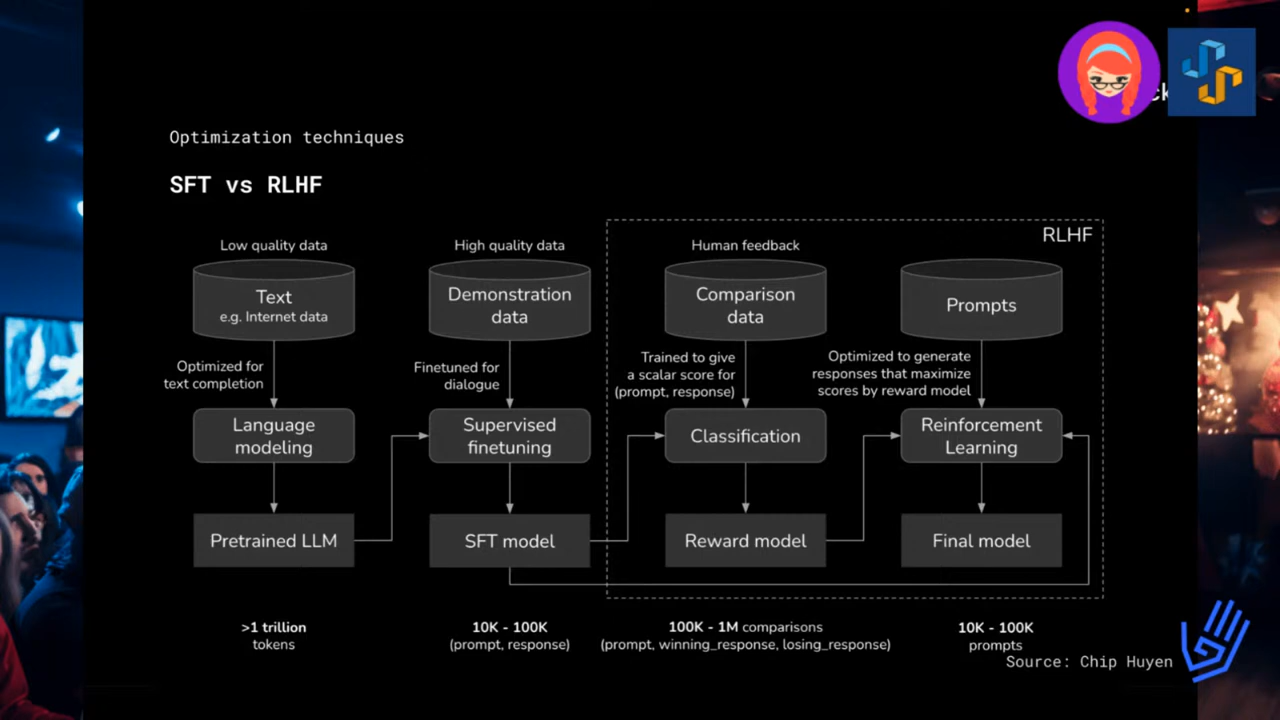 Optimization techniques
SFT vs RLHF
RLHF
Low quality data
Text
e.g. Internet data
Optimized for
text completion
Language
modeling
Pretrained LLM
>1 trillion
tokens
High quality data
Demonstration
data
Finetuned for
dialogue
Supervised
finetuning
SFT model
10K - 100K
(prompt, response)
Human feedback
Comparison
data
Trained to give
a scalar score for
(prompt, response)
Classification
Reward model
100K - 1M comparisons
(prompt, winning_response, losing_response)
Prompts
Optimized to generate
responses that maximize
scores by reward model
Reinforcement
Learning
Final model
10K - 100K
prompts
Source: Chip Huyen